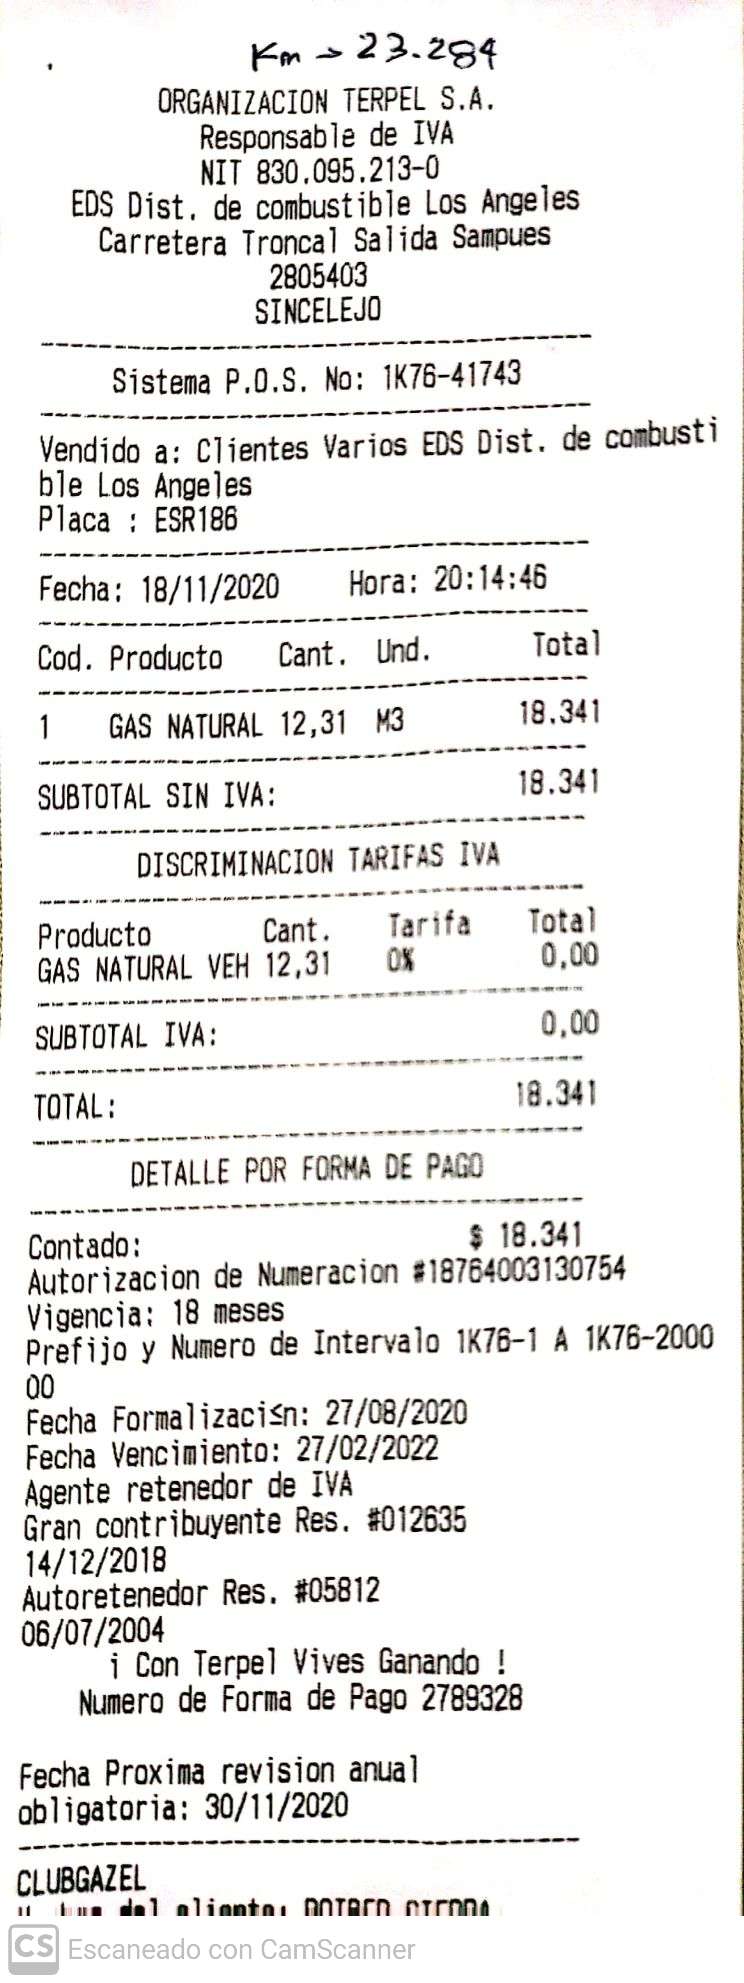 Km → 23.284
ORGANIZACION TERPEL S.A.
Responsable de IVA
NIT 830.095.213-0
EDS Dist. de combustible Los Angeles
Carretera Troncal Salida Sampues
2805403
SINCELEJO
Sistema P.O.S. No: 1K76-41743
Vendido a: Clientes Varios EDS Dist. de combusti
ble Los Angeles
Placa : ESR186
Fecha: 18/11/2020 Hora: 20:14:46
Cod. Producto Cant. Und. Total
1 GAS NATURAL 12,31 M3 18.341
SUBTOTAL SIN IVA: 18.341
DISCRIMINACION TARIFAS IVA
Producto Cant. Tarifa Total
GAS NATURAL VEH 12,31 0% 0,00
SUBTOTAL IVA: 0,00
TOTAL: 18.341
DETALLE POR FORMA DE PAGO
Contado: $ 18.341
Autorizacion de Numeracion #18764003130754
Vigencia: 18 meses
Prefijo y Numero de Intervalo 1K76-1 A 1K76-2000
00
Fecha Formalizaci≤n: 27/08/2020
Fecha Vencimiento: 27/02/2022
Agente retenedor de IVA
Gran contribuyente Res. #012635
14/12/2018
Autoretenedor Res. #05812
06/07/2004
¡ Con Terpel Vives Ganando !
Numero de Forma de Pago 2789328
Fecha Proxima revision anual
obligatoria: 30/11/2020
CLUBGAZEL
del cliente:
CS Escaneado con CamScanner